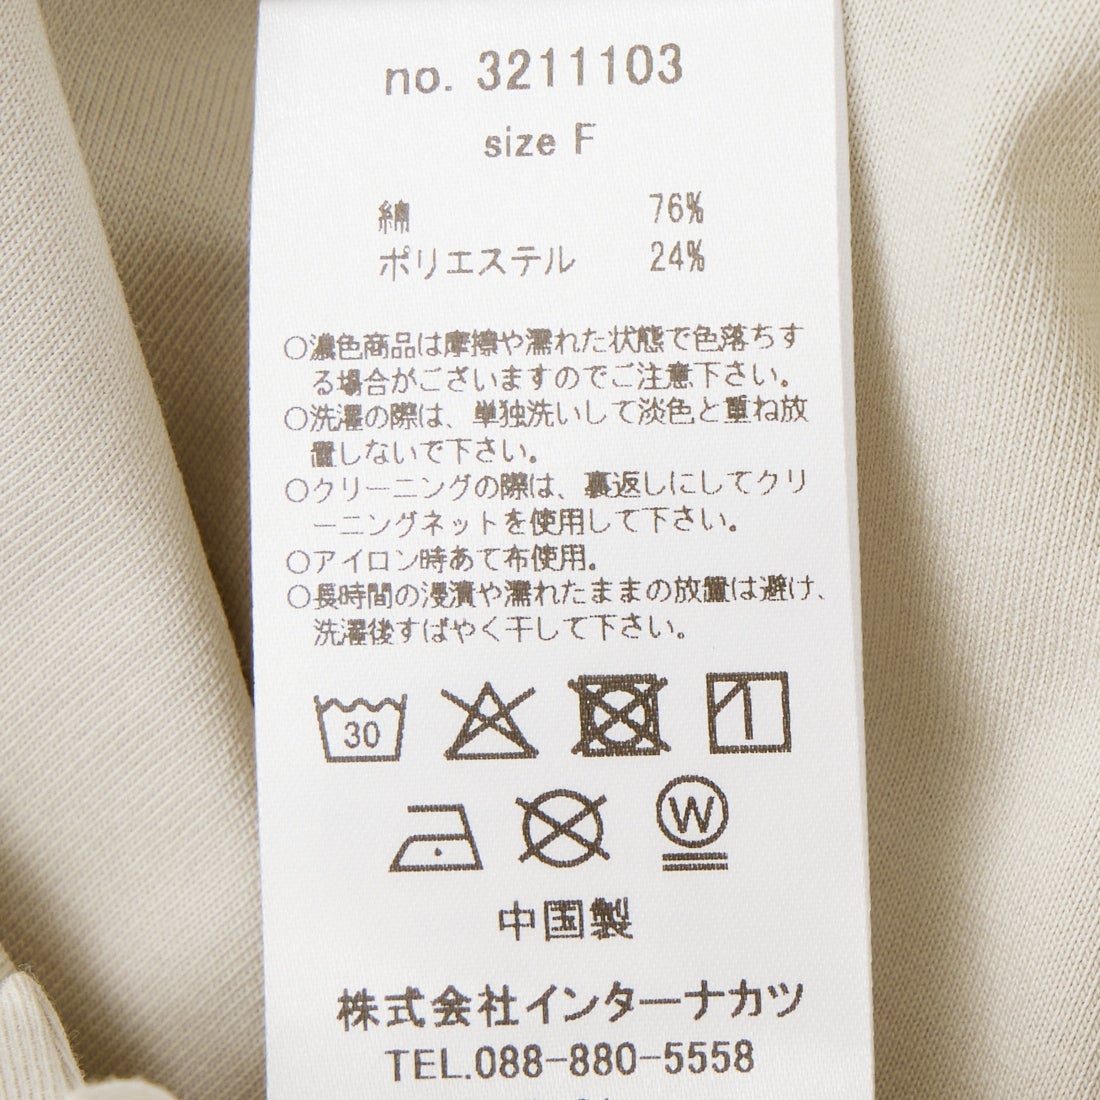 no. 3211103
size F
綿 76%
ポリエステル 24%
○濃色商品は摩擦や濡れた状態で色落ちす
る場合がございますのでご注意下さい。
○洗濯の際は、単独洗いして淡色と重ね放
置しないで下さい。
○クリーニングの際は、裏返しにしてクリ
ーニングネットを使用して下さい。
○アイロン時あて布使用。
○長時間の浸漬や濡れたままの放置は避け、
洗濯後すばやく干して下さい。
30
W
中国製
株式会社インターナカツ
TEL.088-880-5558